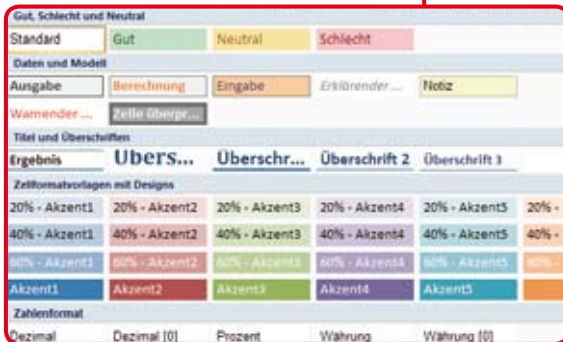 Gut, Schlecht und Neutral
Standard Gut Neutral Schlecht
Daten und Modell
Ausgabe Berechnung Eingabe Erklärender ... Notiz
Warnender ... Zelle überpr...
Titel und Überschriften
Ergebnis Übers... Überschr... Überschrift 2 Überschrift 3
Zellformatvorlagen mit Designs
20% - Akzent1 20% - Akzent2 20% - Akzent3 20% - Akzent4 20% - Akzent5 20% -
40% - Akzent1 40% - Akzent2 40% - Akzent3 40% - Akzent4 40% - Akzent5 40% -
60% - Akzent1 60% - Akzent2 60% - Akzent3 60% - Akzent4 60% - Akzent5 60% -
Akzent1 Akzent2 Akzent3 Akzent4 Akzent5
Zahlenformat
Dezimal Dezimal [0] Prozent Währung Währung [0]